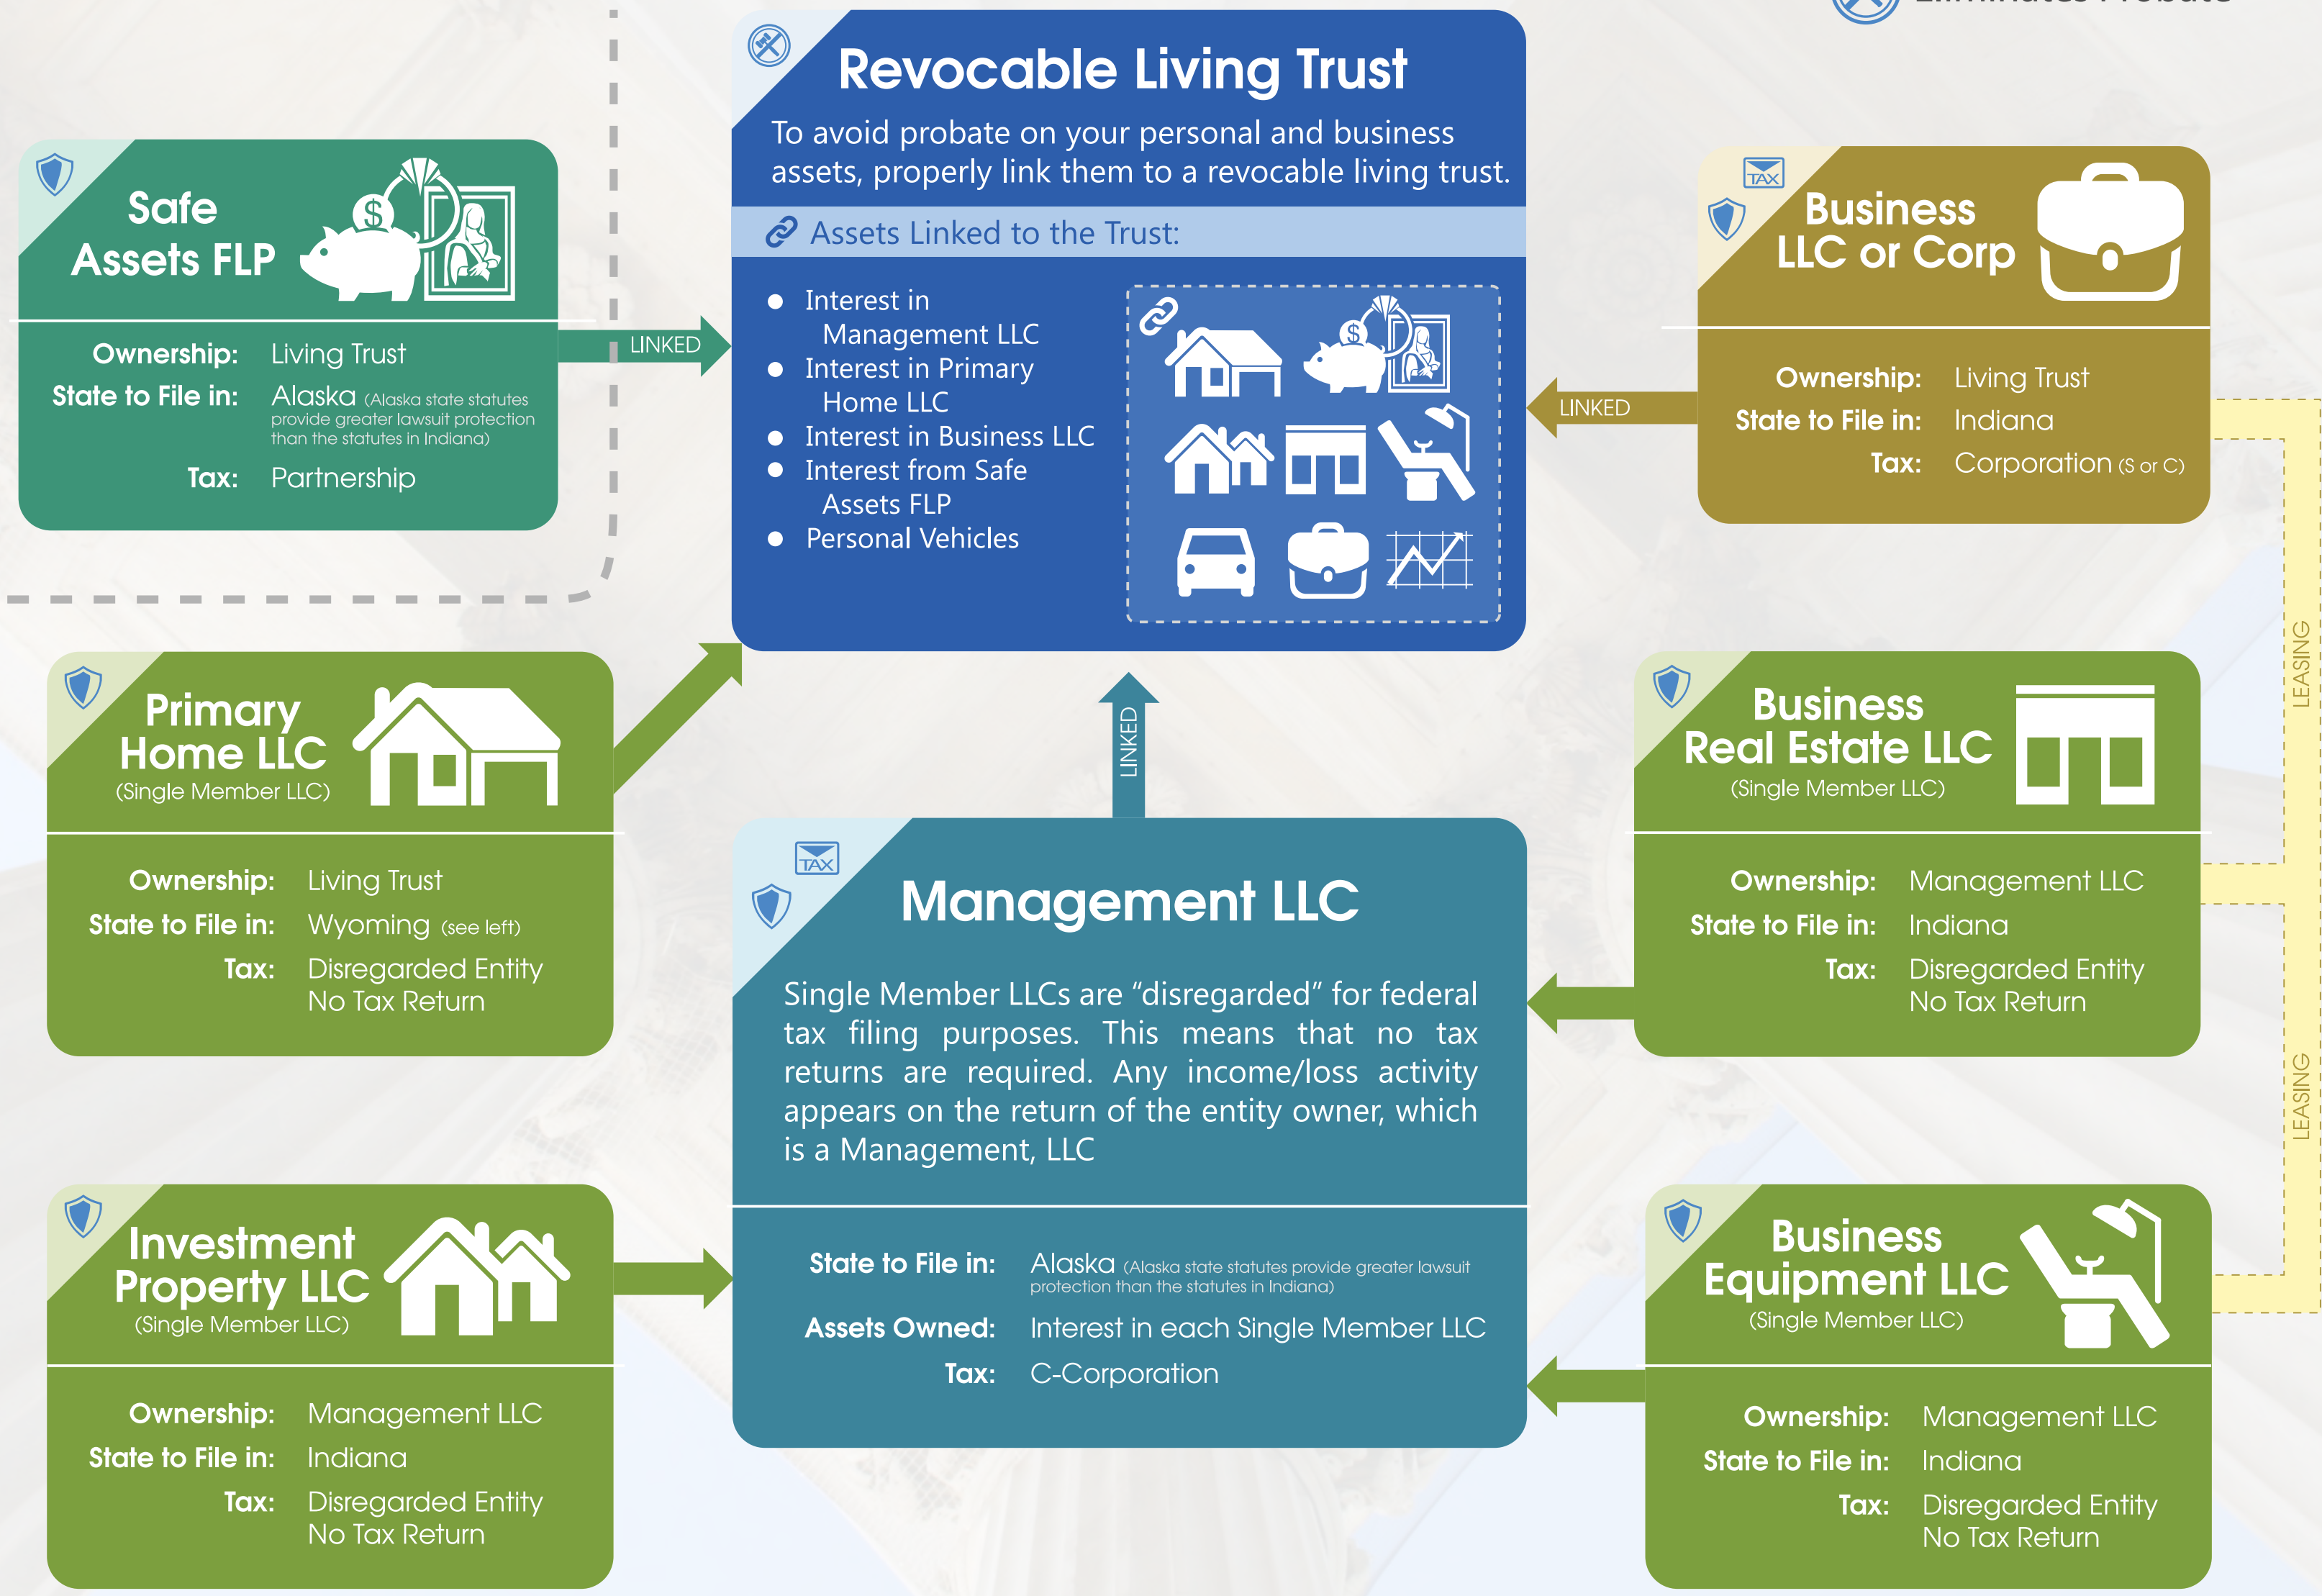 Eliminates Probate
Revocable Living Trust
To avoid probate on your personal and business
assets, properly link them to a revocable living trust.
Assets Linked to the Trust:
● Interest in
Management LLC
● Interest in Primary
Home LLC
● Interest in Business LLC
● Interest from Safe
Assets FLP
● Personal Vehicles
$
Safe
Assets FLP
$
Ownership: Living Trust
State to File in: Alaska (Alaska state statutes
provide greater lawsuit protection
than the statutes in Indiana)
Tax: Partnership
LINKED
TAX
Business
LLC or Corp
Ownership: Living Trust
State to File in: Indiana
Tax: Corporation (S or C)
LINKED
Primary
Home LLC
(Single Member LLC)
Ownership: Living Trust
State to File in: Wyoming (see left)
Tax: Disregarded Entity
No Tax Return
LINKED
TAX
Management LLC
Single Member LLCs are “disregarded” for federal
tax filing purposes. This means that no tax
returns are required. Any income/loss activity
appears on the return of the entity owner, which
is a Management, LLC
State to File in: Alaska (Alaska state statutes provide greater lawsuit
protection than the statutes in Indiana)
Assets Owned: Interest in each Single Member LLC
Tax: C-Corporation
Business
Real Estate LLC
(Single Member LLC)
Ownership: Management LLC
State to File in: Indiana
Tax: Disregarded Entity
No Tax Return
LEASING
LEASING
Investment
Property LLC
(Single Member LLC)
Ownership: Management LLC
State to File in: Indiana
Tax: Disregarded Entity
No Tax Return
Business
Equipment LLC
(Single Member LLC)
Ownership: Management LLC
State to File in: Indiana
Tax: Disregarded Entity
No Tax Return